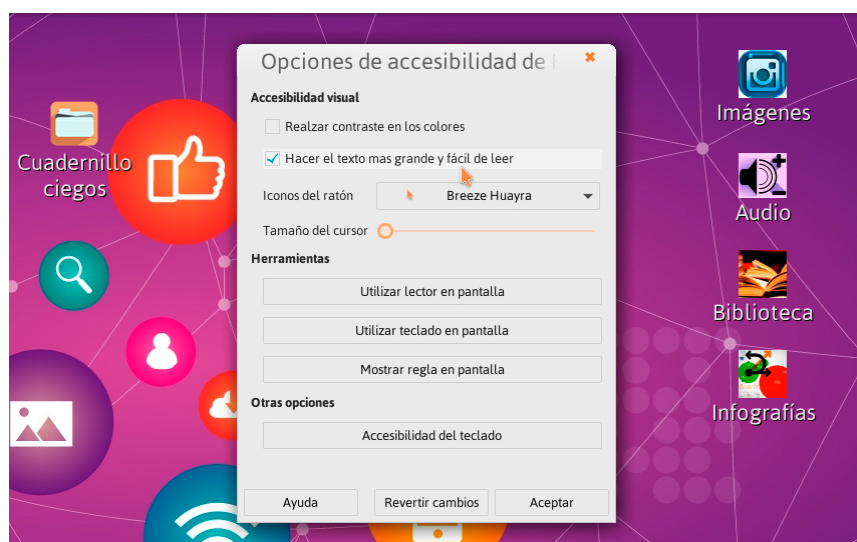 Opciones de accesibilidad de
Accesibilidad visual
Realzar contraste en los colores
Hacer el texto mas grande y fácil de leer
Iconos del ratón
Breeze Huayra
Tamaño del cursor
Herramientas
Utilizar lector en pantalla
Utilizar teclado en pantalla
Mostrar regla en pantalla
Otras opciones
Accesibilidad del teclado
Ayuda
Revertir cambios
Aceptar
Cuadernillo
ciegos
Imágenes
Audio
Biblioteca
Infografías